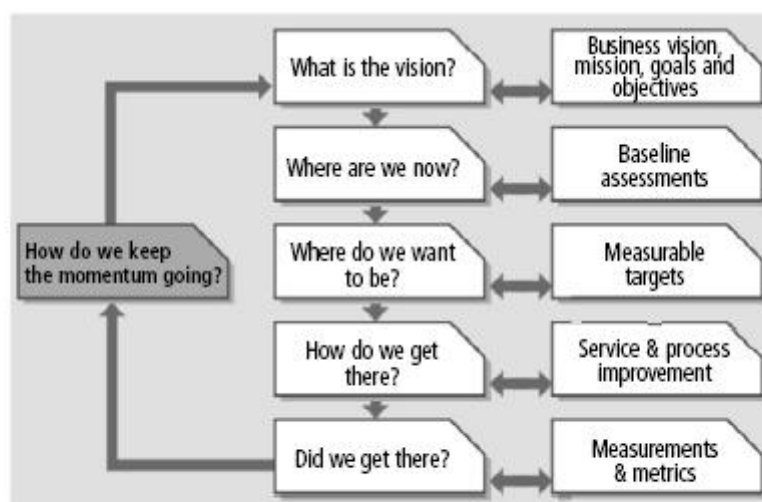 What is the vision?
Business vision,
mission, goals and
objectives
Where are we now?
Baseline
assessments
How do we keep
the momentum going?
Where do we want
to be?
Measurable
targets
How do we get
there?
Service & process
improvement
Did we get there?
Measurements
& metrics